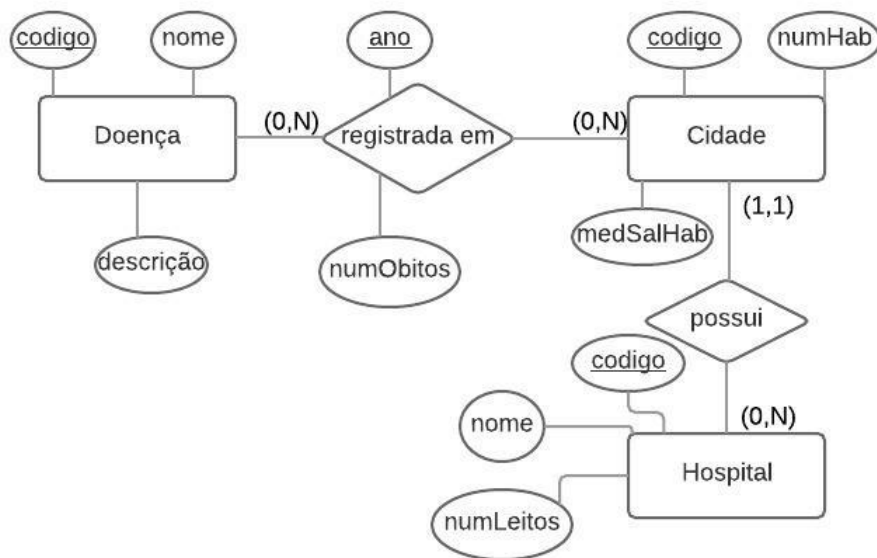 codigo
nome
ano
codigo
numHab
Doença
(0,N)
registrada em
(0,N)
Cidade
descrição
numObitos
medSalHab
(1,1)
possui
codigo
nome
(0,N)
Hospital
numLeitos